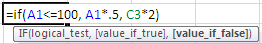 =if(A1<=100, A1*.5, C3*2)
IF(logical_test, [value_if_true], [value_if_false])